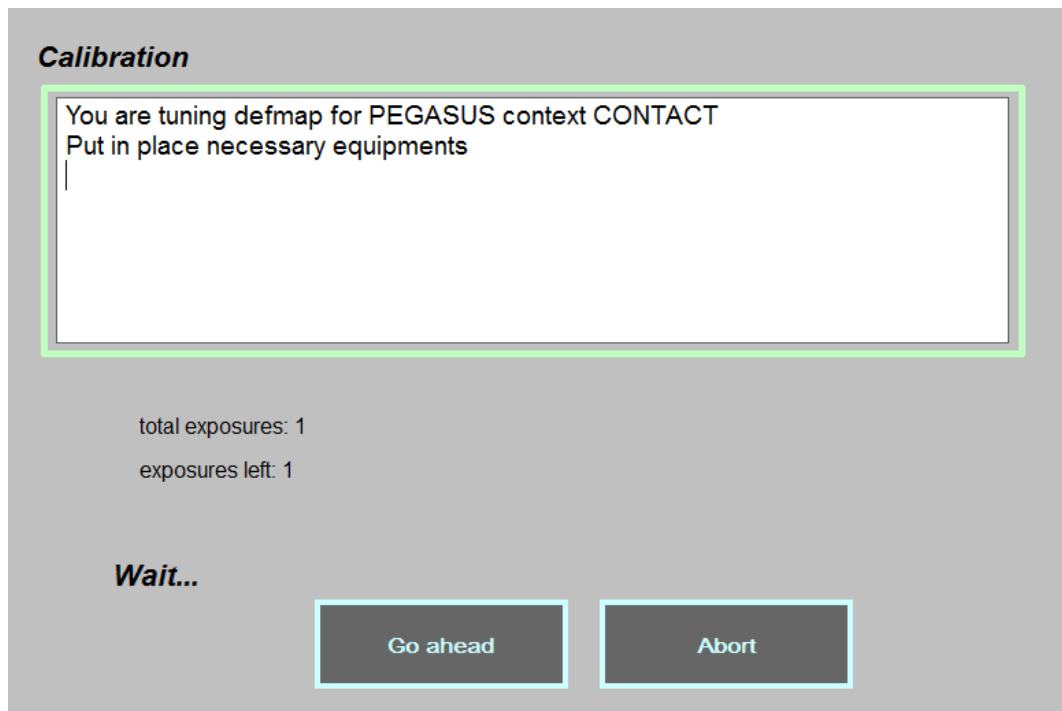 Calibration
You are tuning defmap for PEGASUS context CONTACT
Put in place necessary equipments
total exposures: 1
exposures left: 1
Wait...
Go ahead
Abort